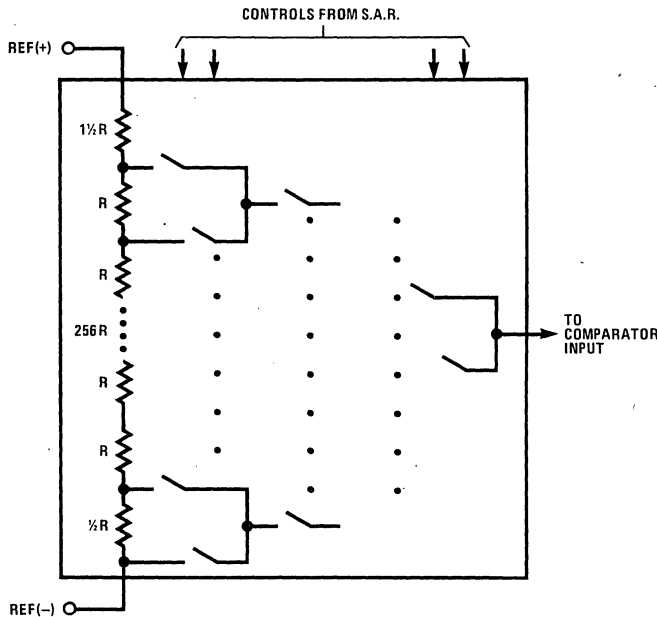 CONTROLS FROM S.A.R.
REF(+)
1½R
R
R
256R
R
R
½R
REF(–)
TO
COMPARATOR
INPUT